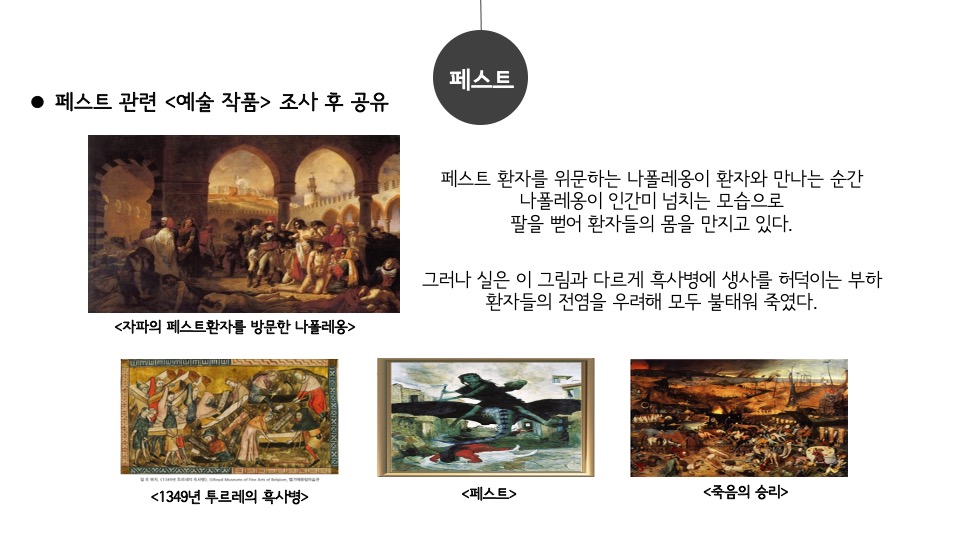 페스트
● 페스트 관련 <예술 작품> 조사 후 공유
페스트 환자를 위문하는 나폴레옹이 환자와 만나는 순간
나폴레옹이 인간미 넘치는 모습으로
팔을 뻗어 환자들의 몸을 만지고 있다.
그러나 실은 이 그림과 다르게 흑사병에 생사를 허덕이는 부하
환자들의 전염을 우려해 모두 불태워 죽였다.
<자파의 페스트환자를 방문한 나폴레옹>
<1349년 투르레의 흑사병>
<페스트>
<죽음의 승리>